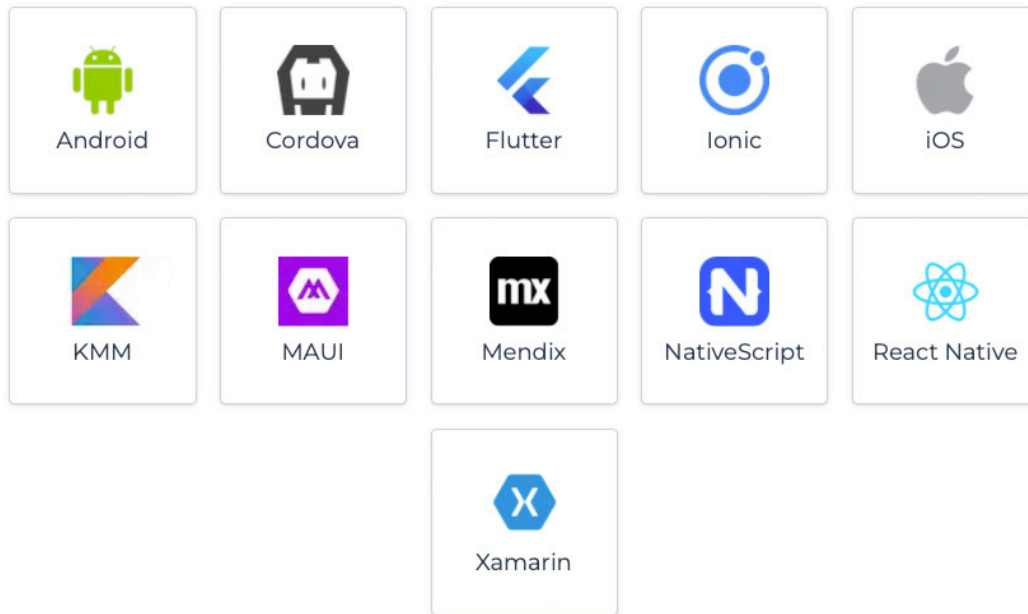 Android
Cordova
Flutter
Ionic
iOS
mx
N
KMM
MAUI
Mendix
NativeScript
React Native
X
Xamarin